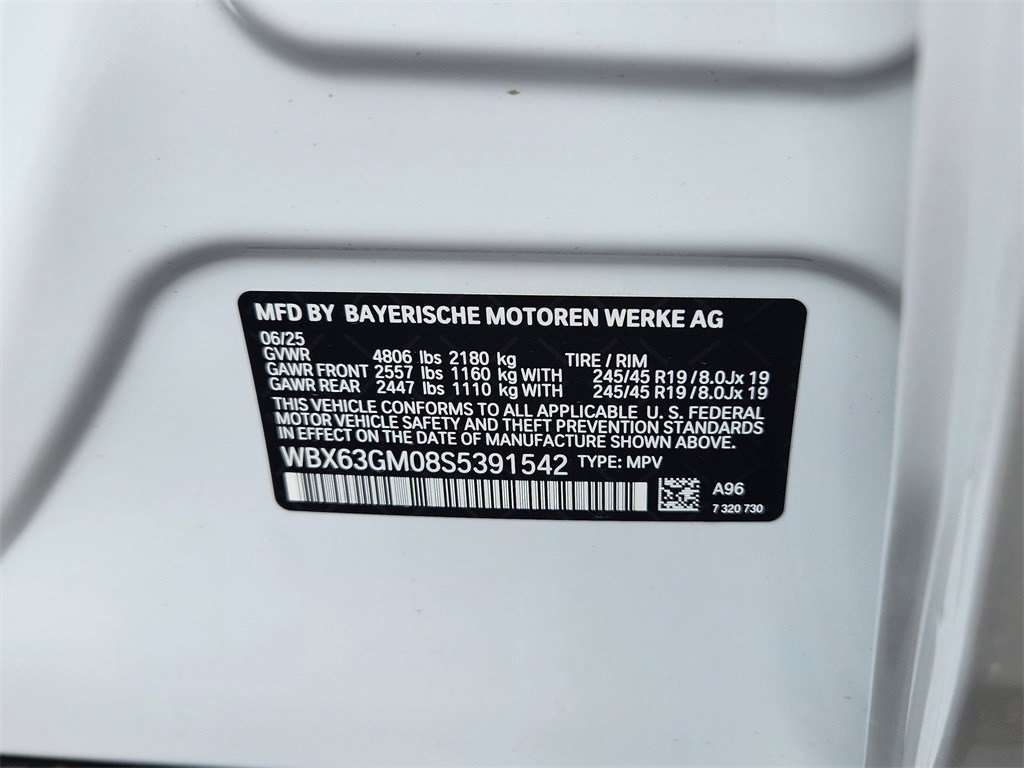 MFD BY BAYERISCHE MOTOREN WERKE AG
06/25
GVWR 4806 lbs 2180 kg TIRE / RIM
GAWR FRONT 2557 lbs 1160 kg WITH 245/45 R19 / 8.0Jx 19
GAWR REAR 2447 lbs 1110 kg WITH 245/45 R19 / 8.0Jx 19
THIS VEHICLE CONFORMS TO ALL APPLICABLE U. S. FEDERAL
MOTOR VEHICLE SAFETY AND THEFT PREVENTION STANDARDS
IN EFFECT ON THE DATE OF MANUFACTURE SHOWN ABOVE.
WBX63GM08S5391542 TYPE: MPV
A96
7 320 730